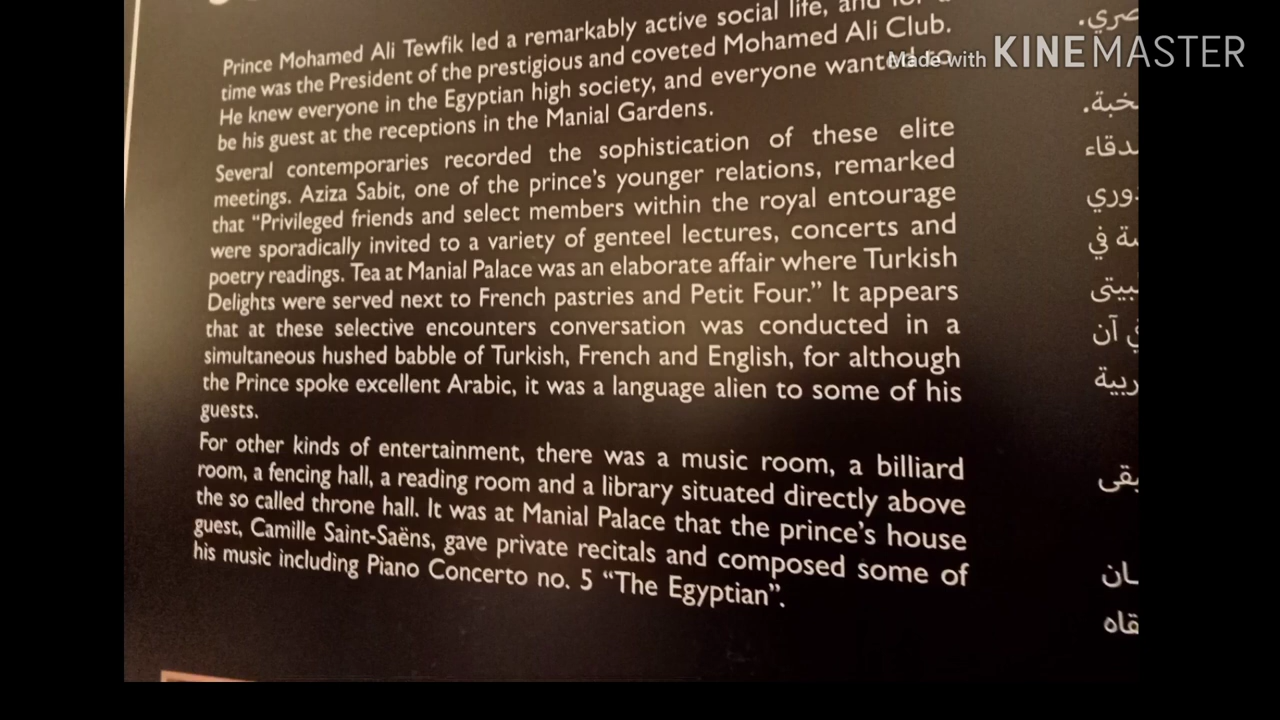 Prince Mohamed Ali Tewfik led a remarkably active social life, and for a
time was the President of the prestigious and coveted Mohamed Ali Club.
He knew everyone in the Egyptian high society, and everyone wanted to
be his guest at the receptions in the Manial Gardens.
Several contemporaries recorded the sophistication of these elite
meetings. Aziza Sabit, one of the prince's younger relations, remarked
that “Privileged friends and select members within the royal entourage
were sporadically invited to a variety of genteel lectures, concerts and
poetry readings. Tea at Manial Palace was an elaborate affair where Turkish
Delights were served next to French pastries and Petit Four.” It appears
that at these selective encounters conversation was conducted in a
simultaneous hushed babble of Turkish, French and English, for although
the Prince spoke excellent Arabic, it was a language alien to some of his
guests.
For other kinds of entertainment, there was a music room, a billiard
room, a fencing hall, a reading room and a library situated directly above
the so called throne hall. It was at Manial Palace that the prince's house
guest, Camille Saint-Saëns, gave private recitals and composed some of
his music including Piano Concerto no. 5 “The Egyptian”.
Made with KINEMASTER